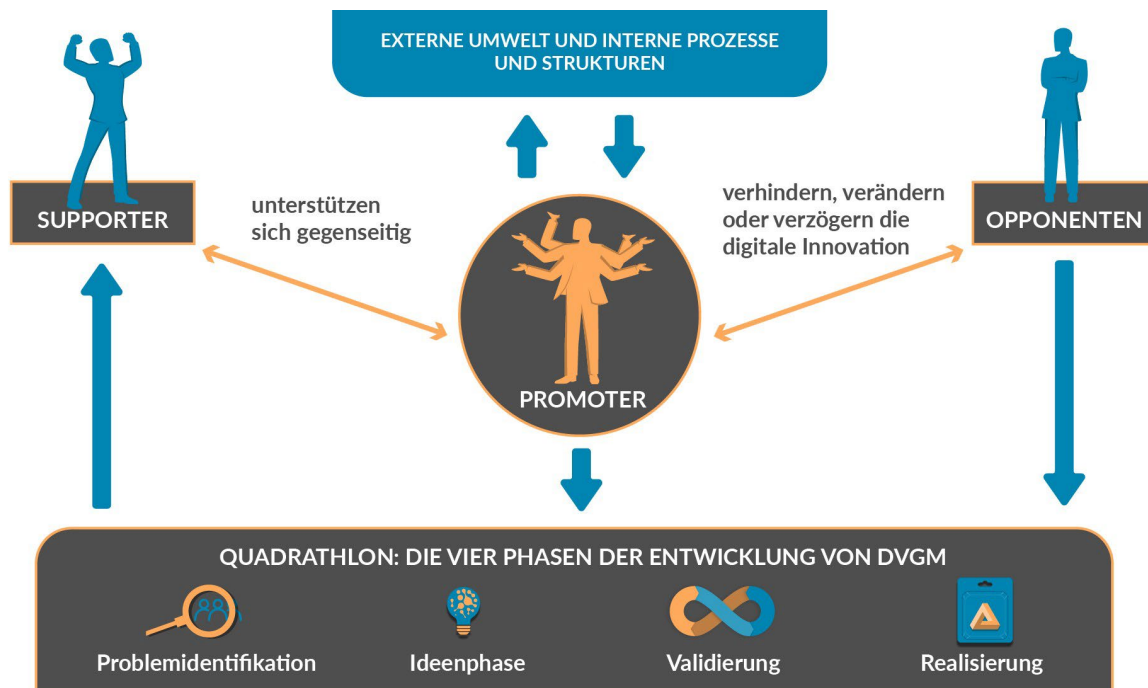 EXTERNE UMWELT UND INTERNE PROZESSE
UND STRUKTUREN
SUPPORTER
unterstützen
sich gegenseitig
verhindern, verändern
oder verzögern die
digitale Innovation
OPPONENTEN
PROMOTER
QUADRATHLON: DIE VIER PHASEN DER ENTWICKLUNG VON DVGM
Problemidentifikation
Ideenphase
Validierung
Realisierung